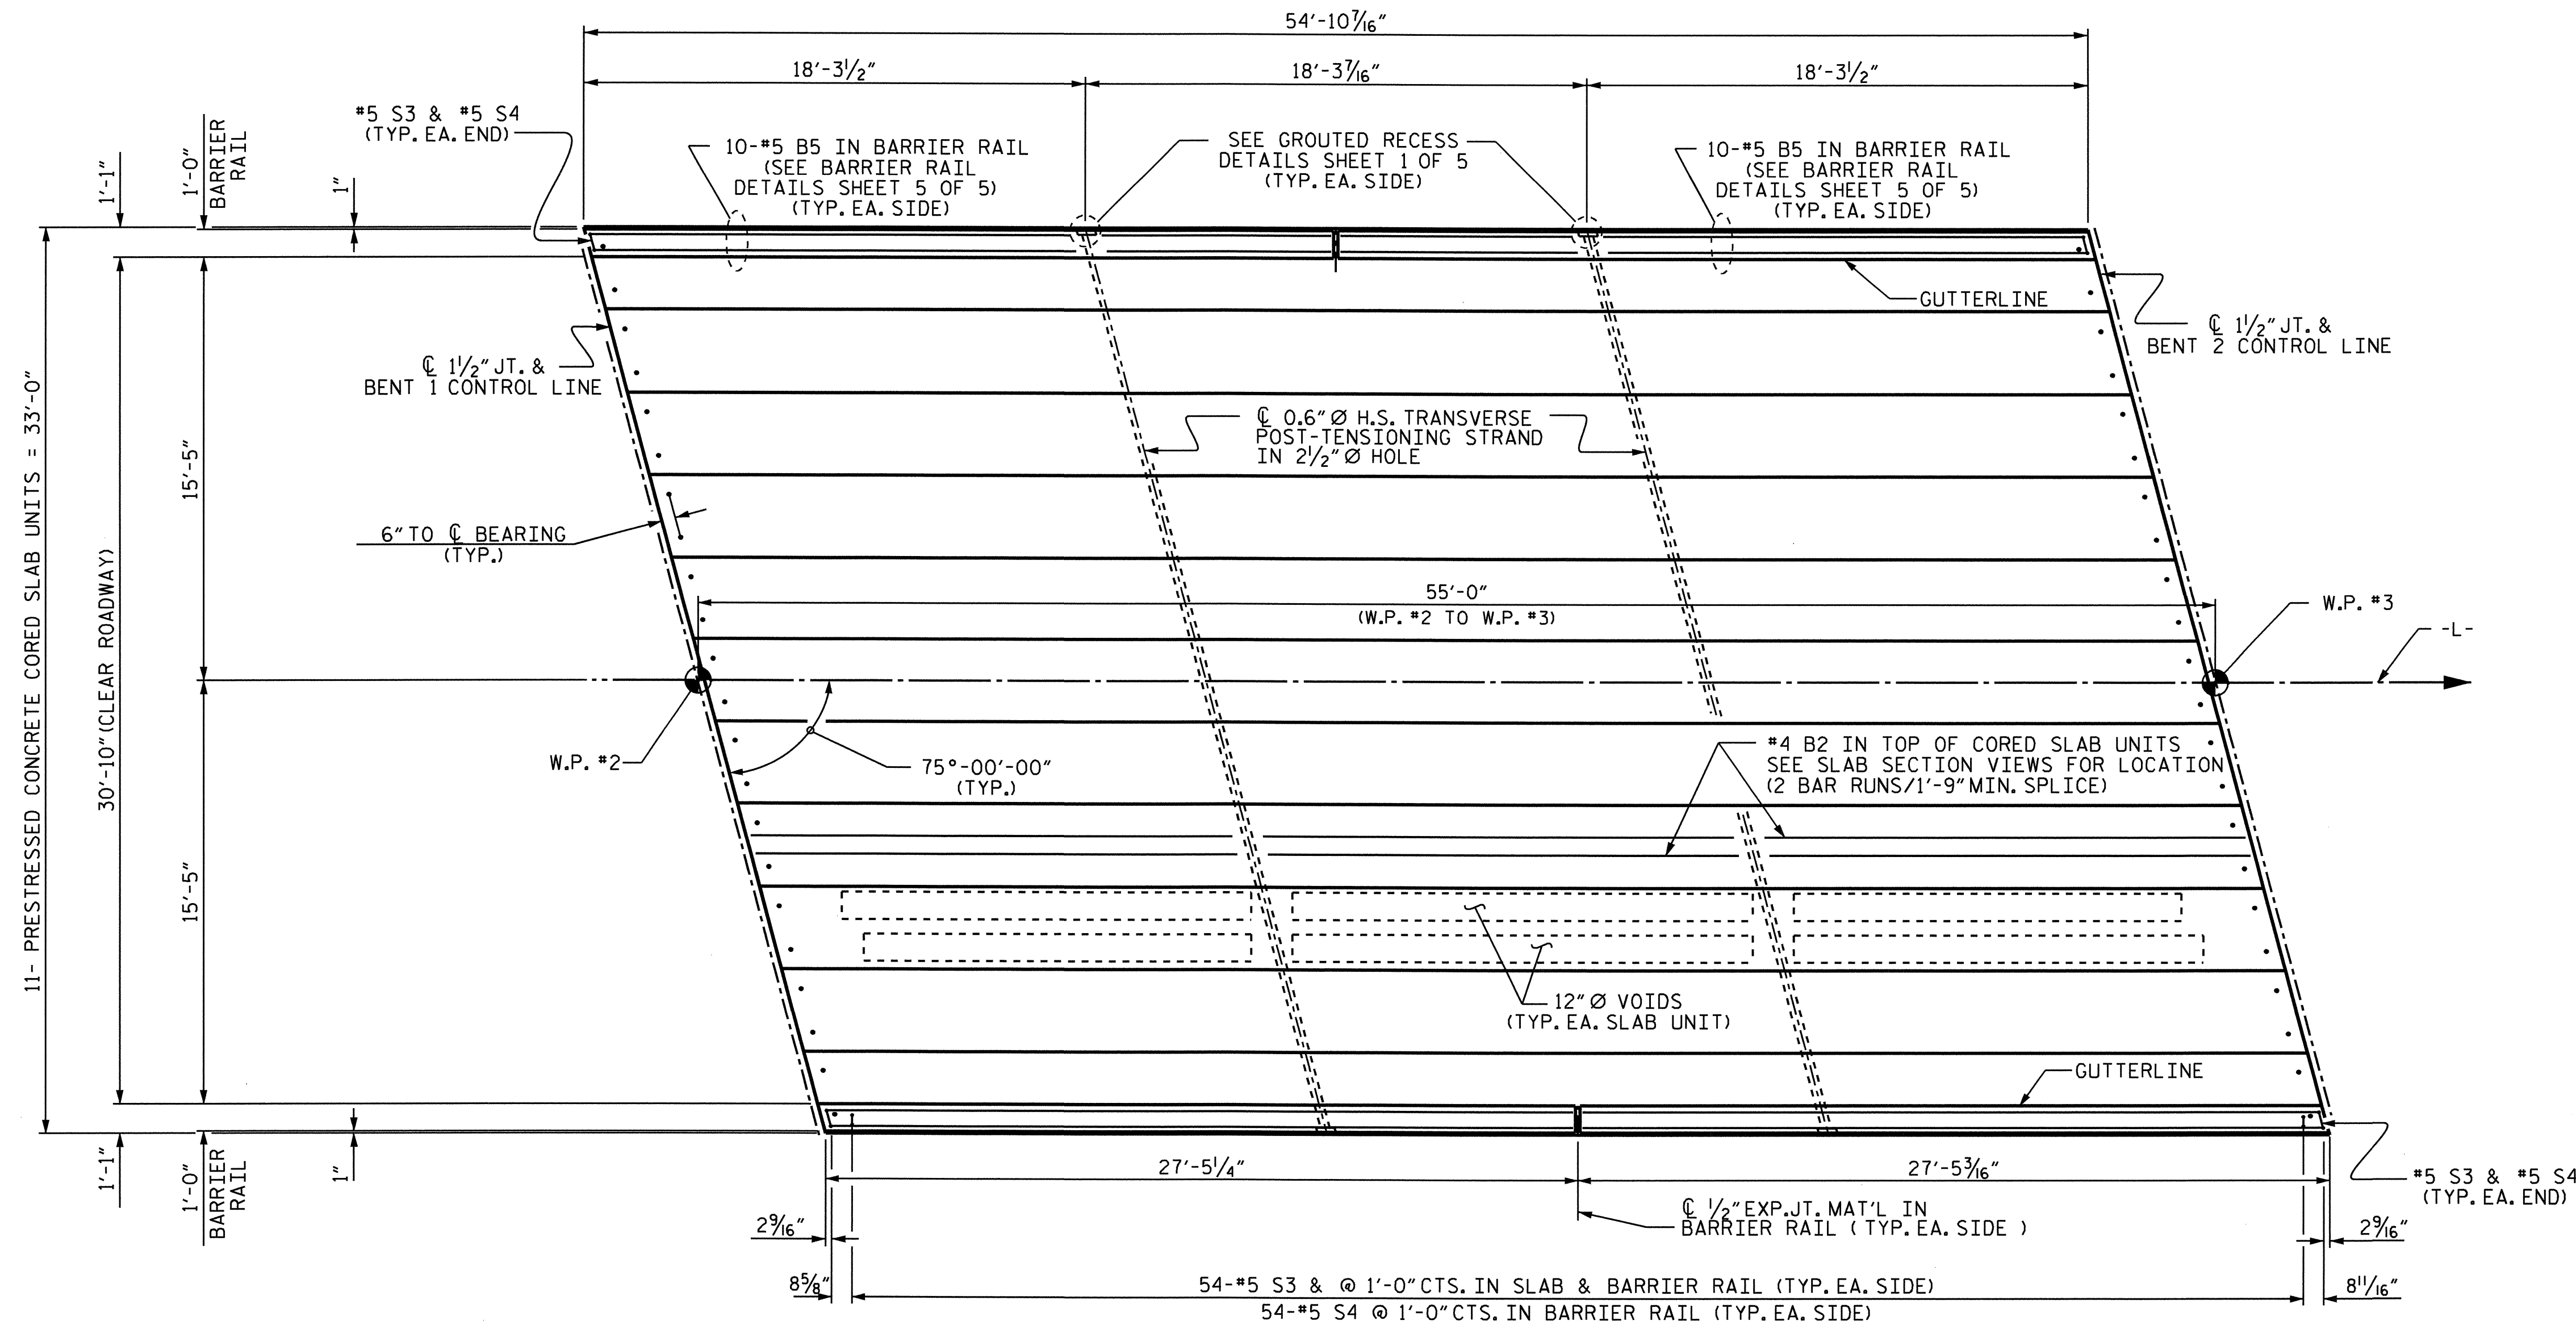 54'-10 7/16"
18'-3 1/2"
18'-3 7/16"
18'-3 1/2"
#5 S3 & #5 S4
(TYP. EA. END)
1'-1"
1'-0"
BARRIER
RAIL
1"
10-#5 B5 IN BARRIER RAIL
(SEE BARRIER RAIL
DETAILS SHEET 5 OF 5)
(TYP. EA. SIDE)
SEE GROUTED RECESS
DETAILS SHEET 1 OF 5
(TYP. EA. SIDE)
10-#5 B5 IN BARRIER RAIL
(SEE BARRIER RAIL
DETAILS SHEET 5 OF 5)
(TYP. EA. SIDE)
GUTTERLINE
℄ 1 1/2" JT. &
BENT 1 CONTROL LINE
℄ 1 1/2" JT. &
BENT 2 CONTROL LINE
℄ 0.6" Ø H.S. TRANSVERSE
POST-TENSIONING STRAND
IN 2 1/2" Ø HOLE
11- PRESTRESSED CONCRETE CORED SLAB UNITS = 33'-0"
30'-10" (CLEAR ROADWAY)
15'-5"
6" TO ℄ BEARING
(TYP.)
55'-0"
(W.P. #2 TO W.P. #3)
W.P. #3
-L-
W.P. #2
75°-00'-00"
(TYP.)
#4 B2 IN TOP OF CORED SLAB UNITS
SEE SLAB SECTION VIEWS FOR LOCATION
(2 BAR RUNS/1'-9" MIN. SPLICE)
15'-5"
12" Ø VOIDS
(TYP. EA. SLAB UNIT)
GUTTERLINE
1'-1"
1'-0"
BARRIER
RAIL
1"
27'-5 1/4"
27'-5 3/16"
#5 S3 & #5 S4
(TYP. EA. END)
℄ 1/2" EXP. JT. MAT'L IN
BARRIER RAIL ( TYP. EA. SIDE )
2 9/16"
2 9/16"
8 5/8"
54-#5 S3 & @ 1'-0" CTS. IN SLAB & BARRIER RAIL (TYP. EA. SIDE)
8 11/16"
54-#5 S4 @ 1'-0" CTS. IN BARRIER RAIL (TYP. EA. SIDE)